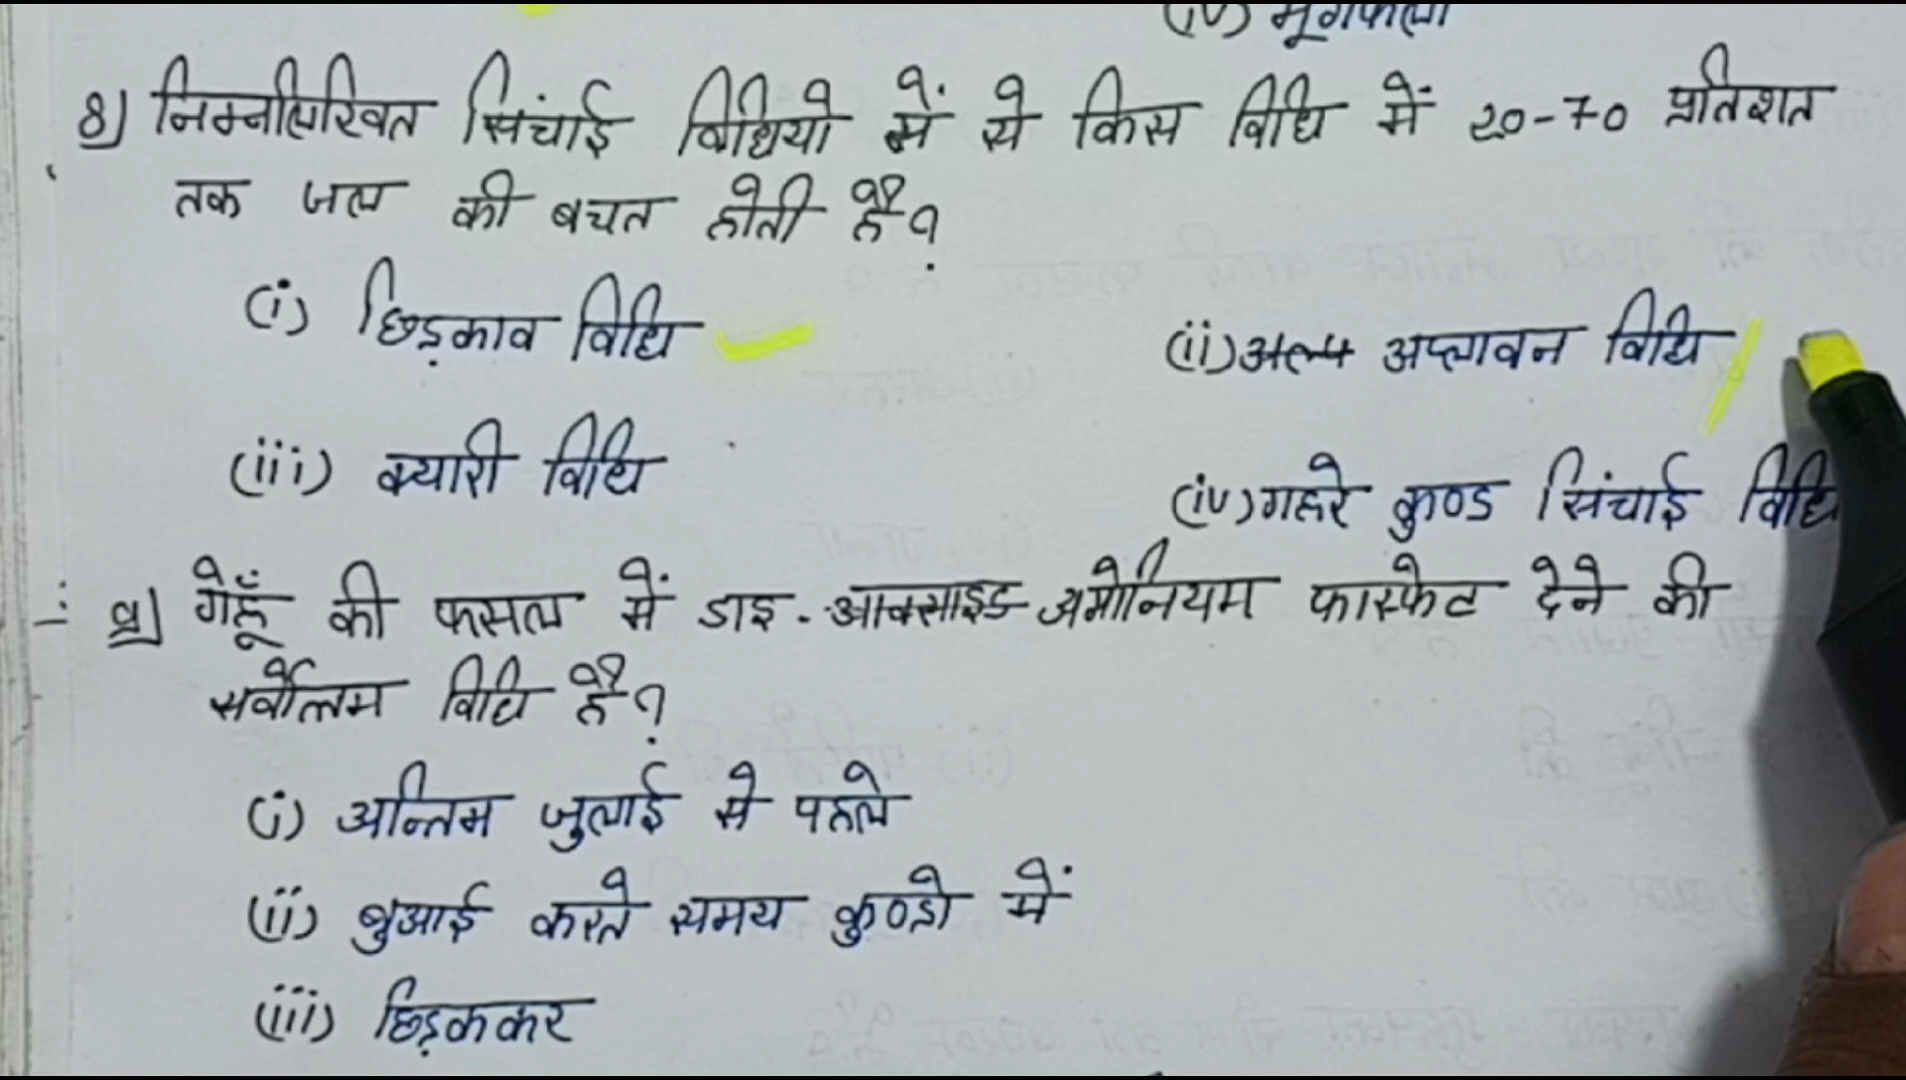 (iv) मूंगफली
8) निम्नलिखित सिंचाई विधियो में से किस विधि में 20-70 प्रतिशत
तक जल की बचत होती है?
(i) छिड़काव विधि
(ii) अल्प अप्लावन विधि
(iii) क्यारी विधि
(iv) गहरे कुण्ड सिंचाई विधि
9) गेहूँ की फसल में डाइ-आक्साइड अमोनियम फास्फेट देने की
सर्वोत्तम विधि है?
(i) अन्तिम जुलाई से पहले
(ii) बुआई करते समय कुण्डो में
(iii) छिड़ककर